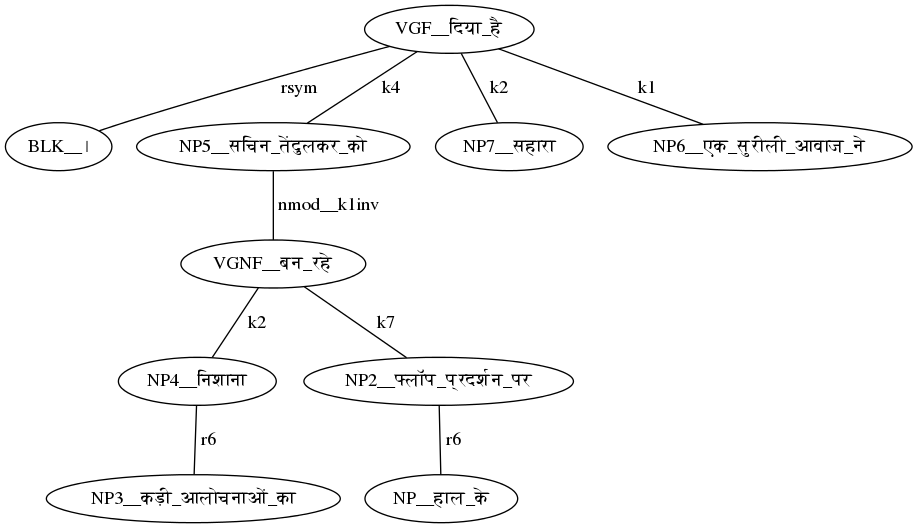 VGF__दिया_है
rsym k4 k2 k1
BLK__। NP5__सचिन_तेंदुलकर_को NP7__सहारा NP6__एक_सुरीली_आवाज_ने
nmod__k1inv
VGNF__बन_रहे
k2 k7
NP4__निशाना NP2__फ्लॉप_प्रदर्शन_पर
r6 r6
NP3__कड़ी_आलोचनाओं_का NP__हाल_के